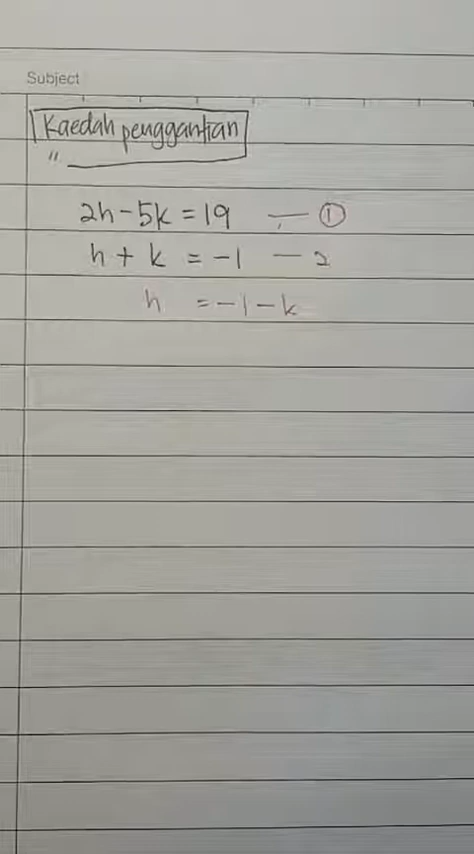 Subject
Kaedah penggantian
"
2h - 5k = 19 — ①
h + k = -1 — 2
h = -1 - k